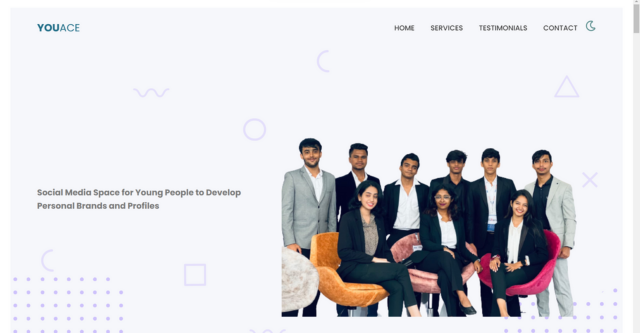 YOUACE
HOME SERVICES TESTIMONIALS CONTACT
Social Media Space for Young People to Develop
Personal Brands and Profiles